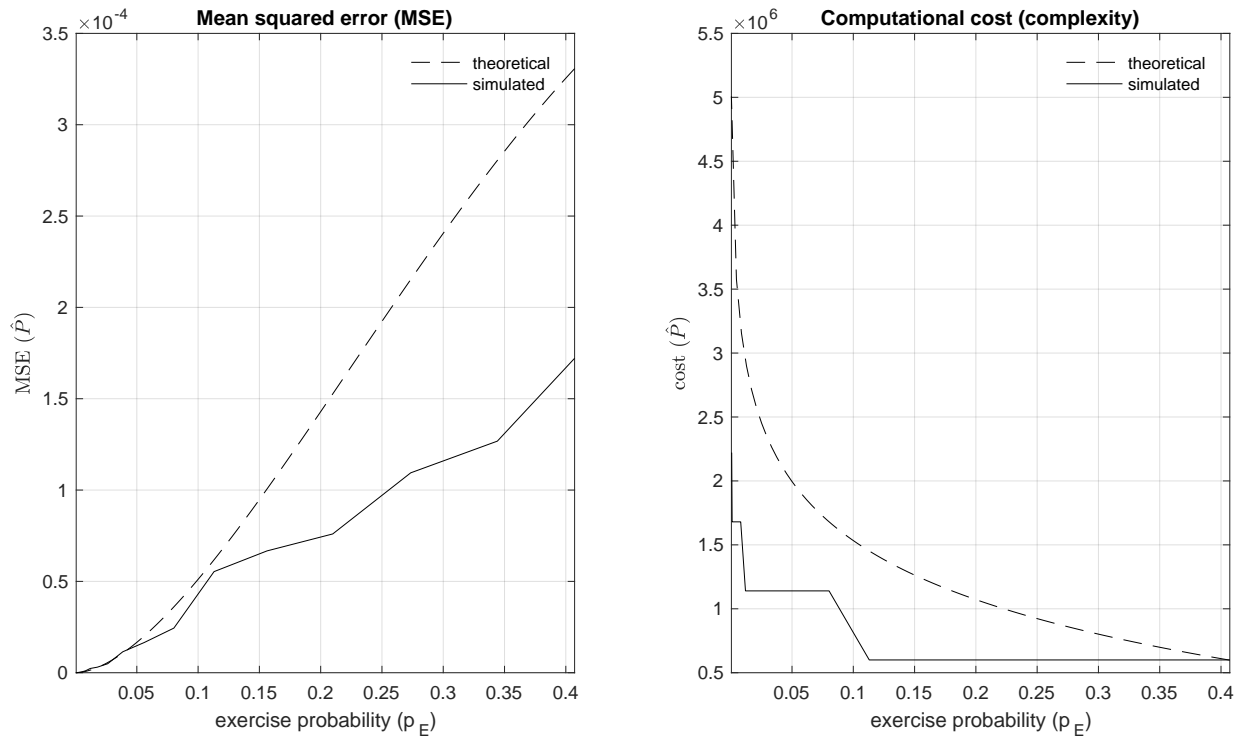 Mean squared error (MSE)
×10⁻⁴
3.5
3
2.5
2
1.5
1
0.5
0
MSE (P̂)
theoretical
simulated
0.05 0.1 0.15 0.2 0.25 0.3 0.35 0.4
exercise probability (p_E)
Computational cost (complexity)
×10⁶
5.5
5
4.5
4
3.5
3
2.5
2
1.5
1
0.5
cost (P̂)
theoretical
simulated
0.05 0.1 0.15 0.2 0.25 0.3 0.35 0.4
exercise probability (p_E)